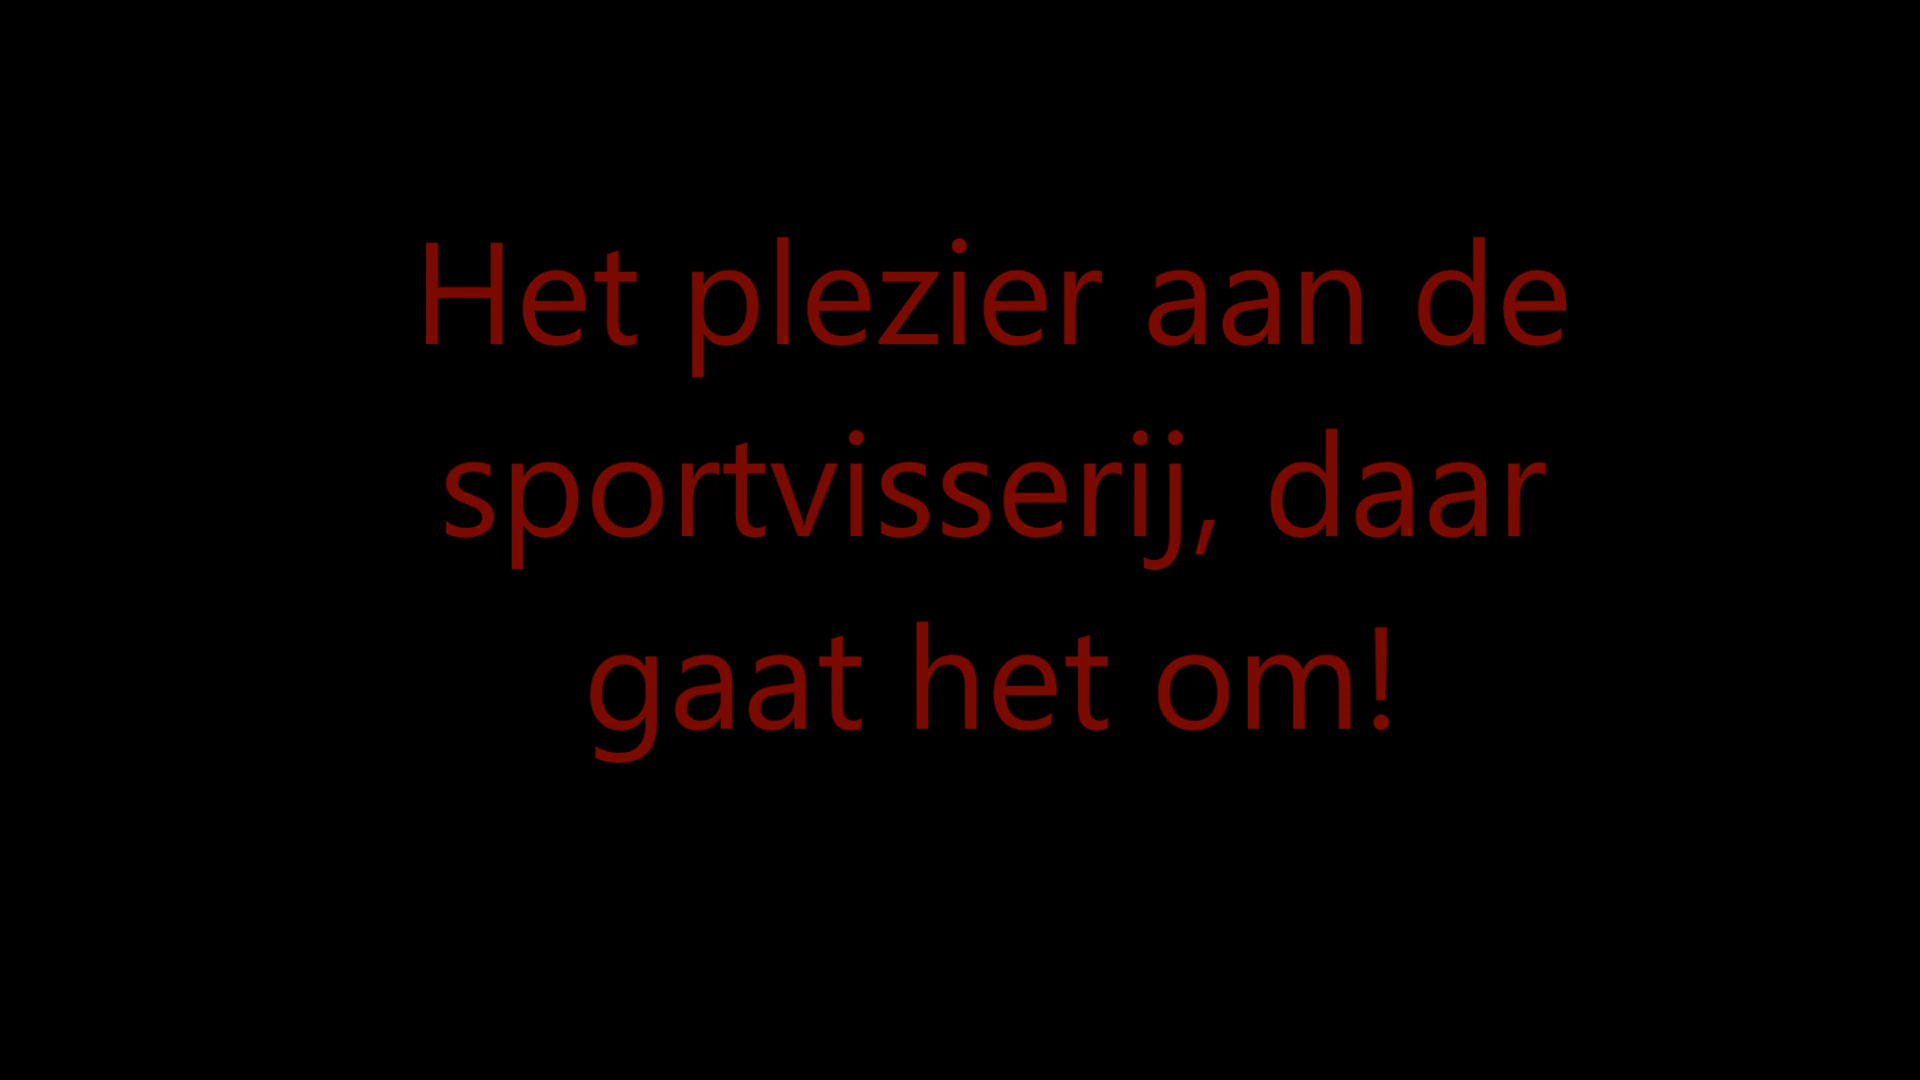 Het plezier aan de
sportvisserij, daar
gaat het om!